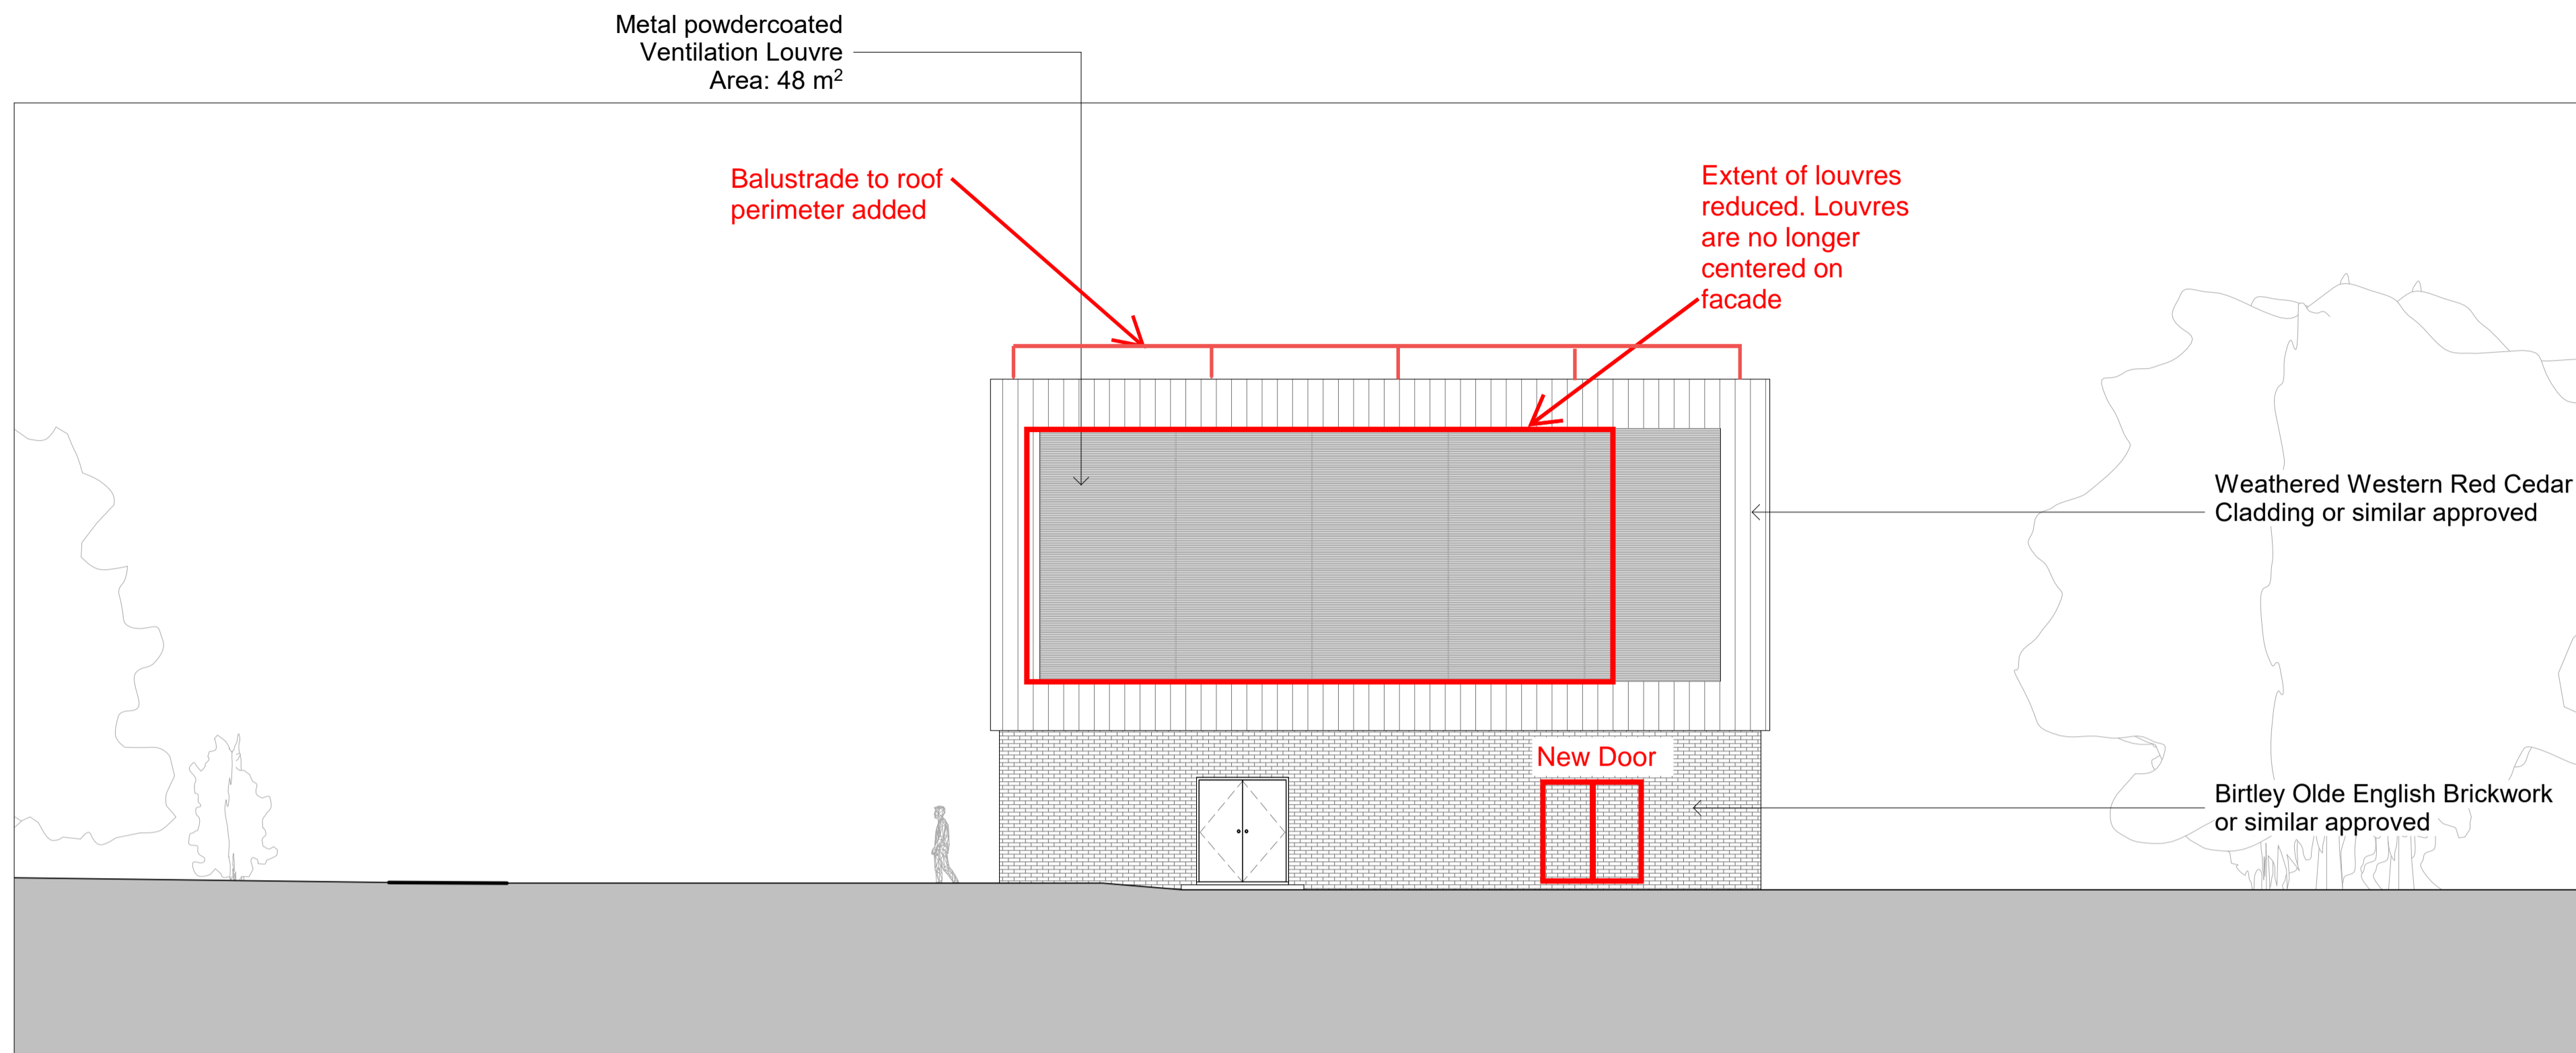 Metal powdercoated
Ventilation Louvre
Area: 48 m²
Balustrade to roof
perimeter added
Extent of louvres
reduced. Louvres
are no longer
centered on
facade
Weathered Western Red Cedar
Cladding or similar approved
New Door
Birtley Olde English Brickwork
or similar approved